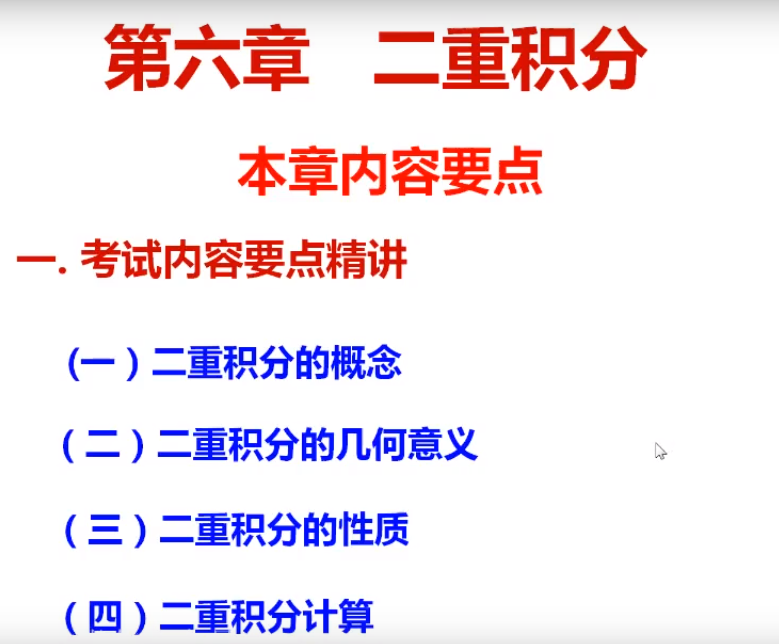 第六章 二重积分
本章内容要点
一. 考试内容要点精讲
(一）二重积分的概念
（二）二重积分的几何意义
（三）二重积分的性质
（四）二重积分计算